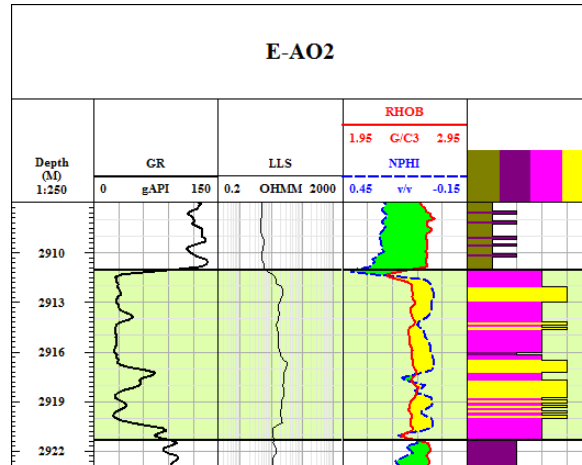 E-AO2
RHOB
1.95 G/C3 2.95
Depth
(M)
1:250
GR
0 gAPI 150
LLS
0.2 OHMM 2000
NPHI
0.45 v/v -0.15
2910
2913
2916
2919
2922